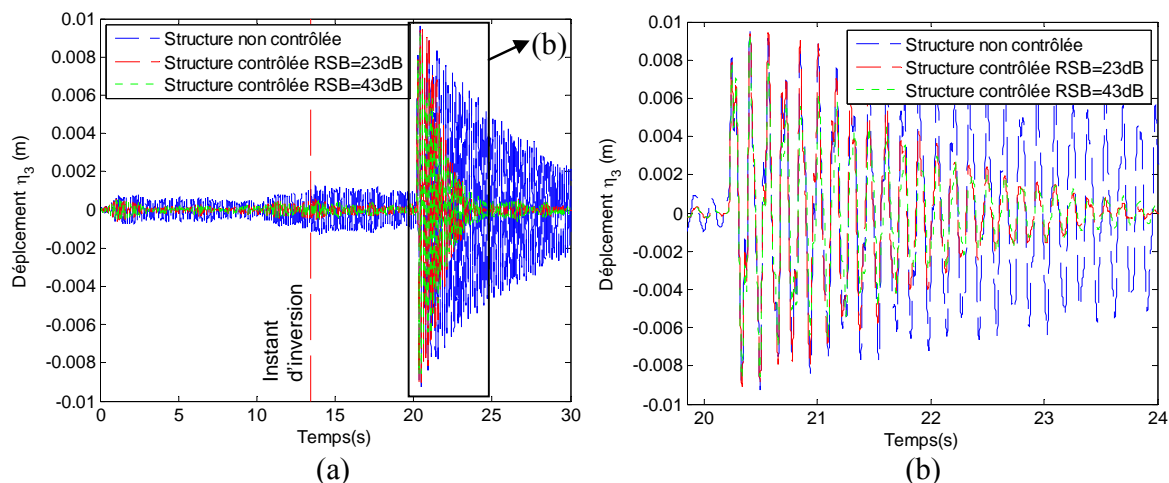 0.01
0.008
0.006
0.004
0.002
0
-0.002
-0.004
-0.006
-0.008
-0.01
Déplcement η3 (m)
Structure non contrôlée
Structure contrôlée RSB=23dB
Structure contrôlée RSB=43dB
(b)
Instant
d'inversion
0 5 10 15 20 25 30
Temps(s)
(a)
0.01
0.008
0.006
0.004
0.002
0
-0.002
-0.004
-0.006
-0.008
-0.01
Déplacement η3 (m)
Structure non contrôlée
Structure contrôlée RSB=23dB
Structure contrôlée RSB=43dB
20 21 22 23 24
Temps(s)
(b)